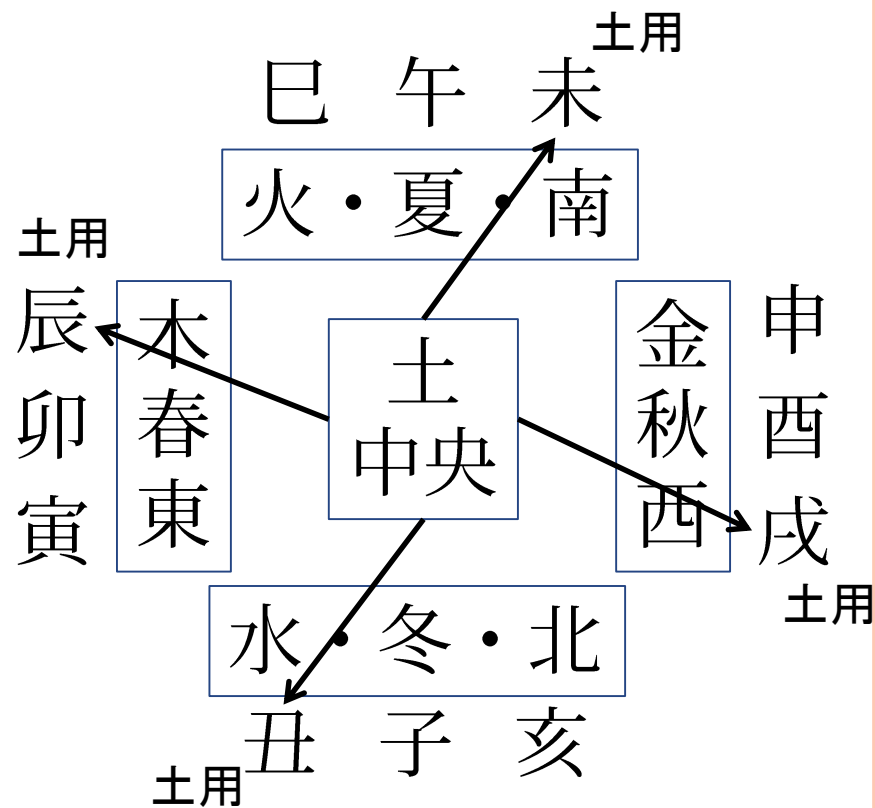 土用
巳 午 未
火・夏・南
土用
辰
卯
寅
木
春
東
土
中央
金
秋
西
申
酉
戌
土用
水・冬・北
丑 子 亥
土用